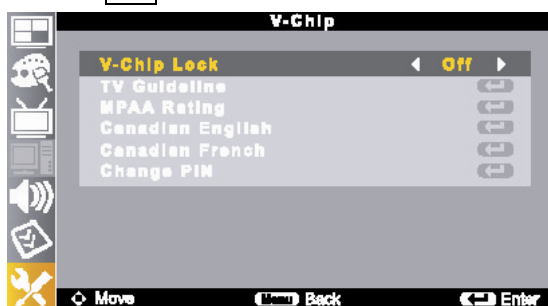 V-Chip
V-Chip Lock Off
TV Guideline
MPAA Rating
Canadian English
Canadian French
Change PIN
Move Menu Back Enter